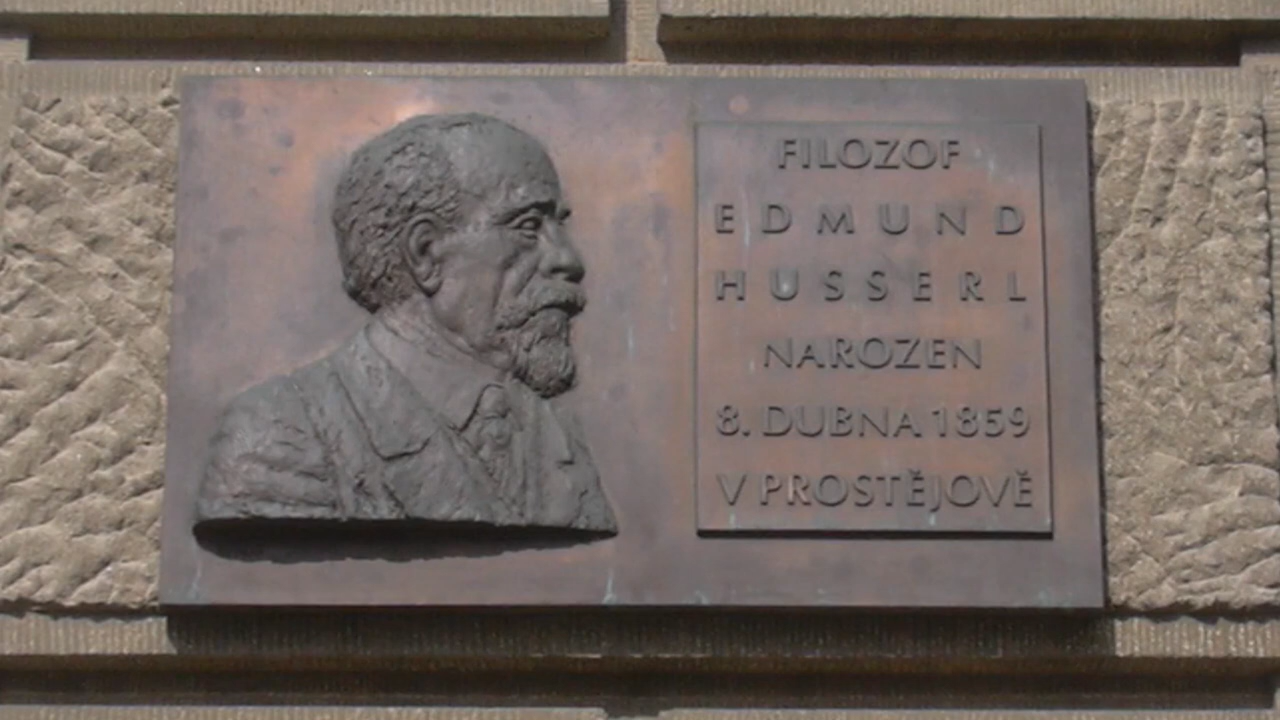 FILOZOF
EDMUND
HUSSERL
NAROZEN
8. DUBNA 1859
V PROSTĚJOVĚ